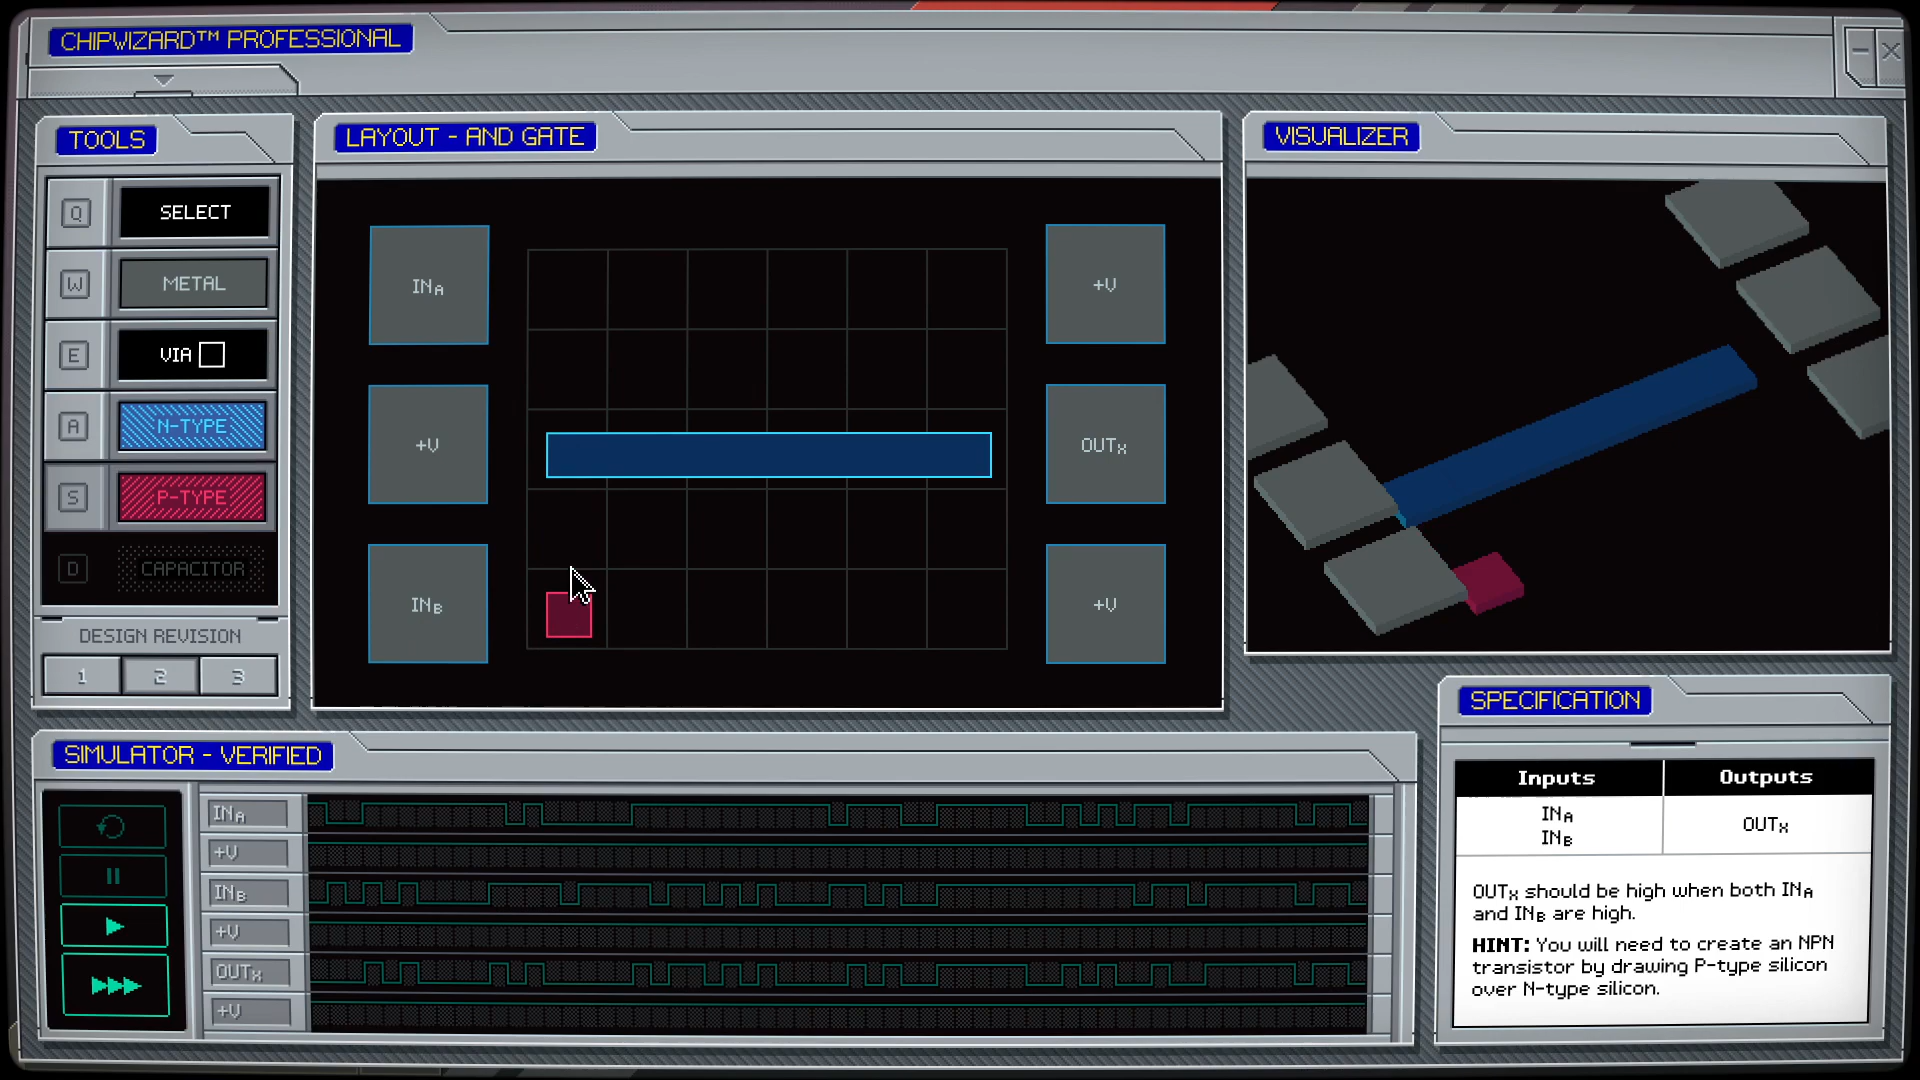 CHIPWIZARD™ PROFESSIONAL
TOOLS
Q SELECT
W METAL
E VIA
A N-TYPE
S P-TYPE
D CAPACITOR
DESIGN REVISION
1 2 3
LAYOUT - AND GATE
INA
+V
INB
+V
OUTX
+V
VISUALIZER
SIMULATOR - VERIFIED
INA
+V
INB
+V
OUTX
+V
SPECIFICATION
Inputs Outputs
INA
INB
OUTX
OUTX should be high when both INA
and INB are high.
HINT: You will need to create an NPN
transistor by drawing P-type silicon
over N-type silicon.